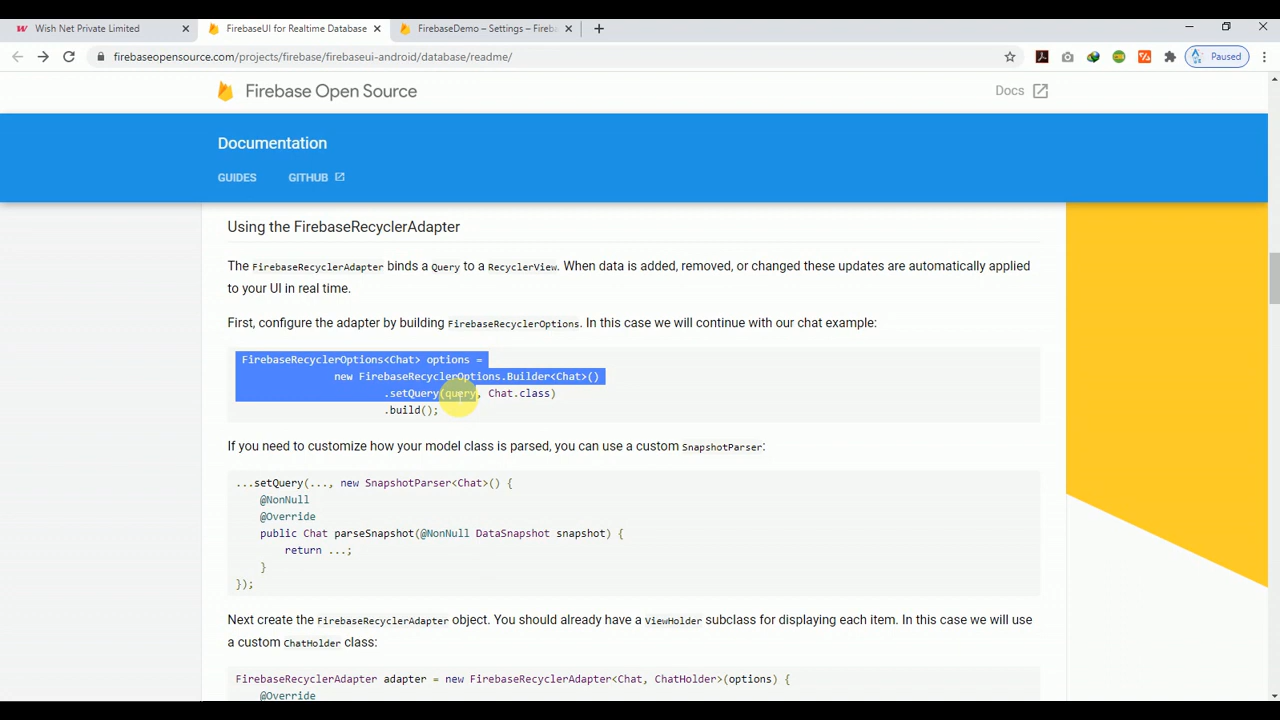 Wish Net Private Limited
FirebaseUI for Realtime Database
FirebaseDemo – Settings – Fireba
firebaseopensource.com/projects/firebase/firebaseui-android/database/readme/
Paused
Firebase Open Source
Docs
Documentation
GUIDES
GITHUB
Using the FirebaseRecyclerAdapter
The FirebaseRecyclerAdapter binds a Query to a RecyclerView. When data is added, removed, or changed these updates are automatically applied
to your UI in real time.
First, configure the adapter by building FirebaseRecyclerOptions. In this case we will continue with our chat example:
FirebaseRecyclerOptions<Chat> options =
new FirebaseRecyclerOptions.Builder<Chat>()
.setQuery(query, Chat.class)
.build();
If you need to customize how your model class is parsed, you can use a custom SnapshotParser:
...setQuery(..., new SnapshotParser<Chat>() {
@NonNull
@Override
public Chat parseSnapshot(@NonNull DataSnapshot snapshot) {
return ...;
}
});
Next create the FirebaseRecyclerAdapter object. You should already have a ViewHolder subclass for displaying each item. In this case we will use
a custom ChatHolder class:
FirebaseRecyclerAdapter adapter = new FirebaseRecyclerAdapter<Chat, ChatHolder>(options) {
@Override